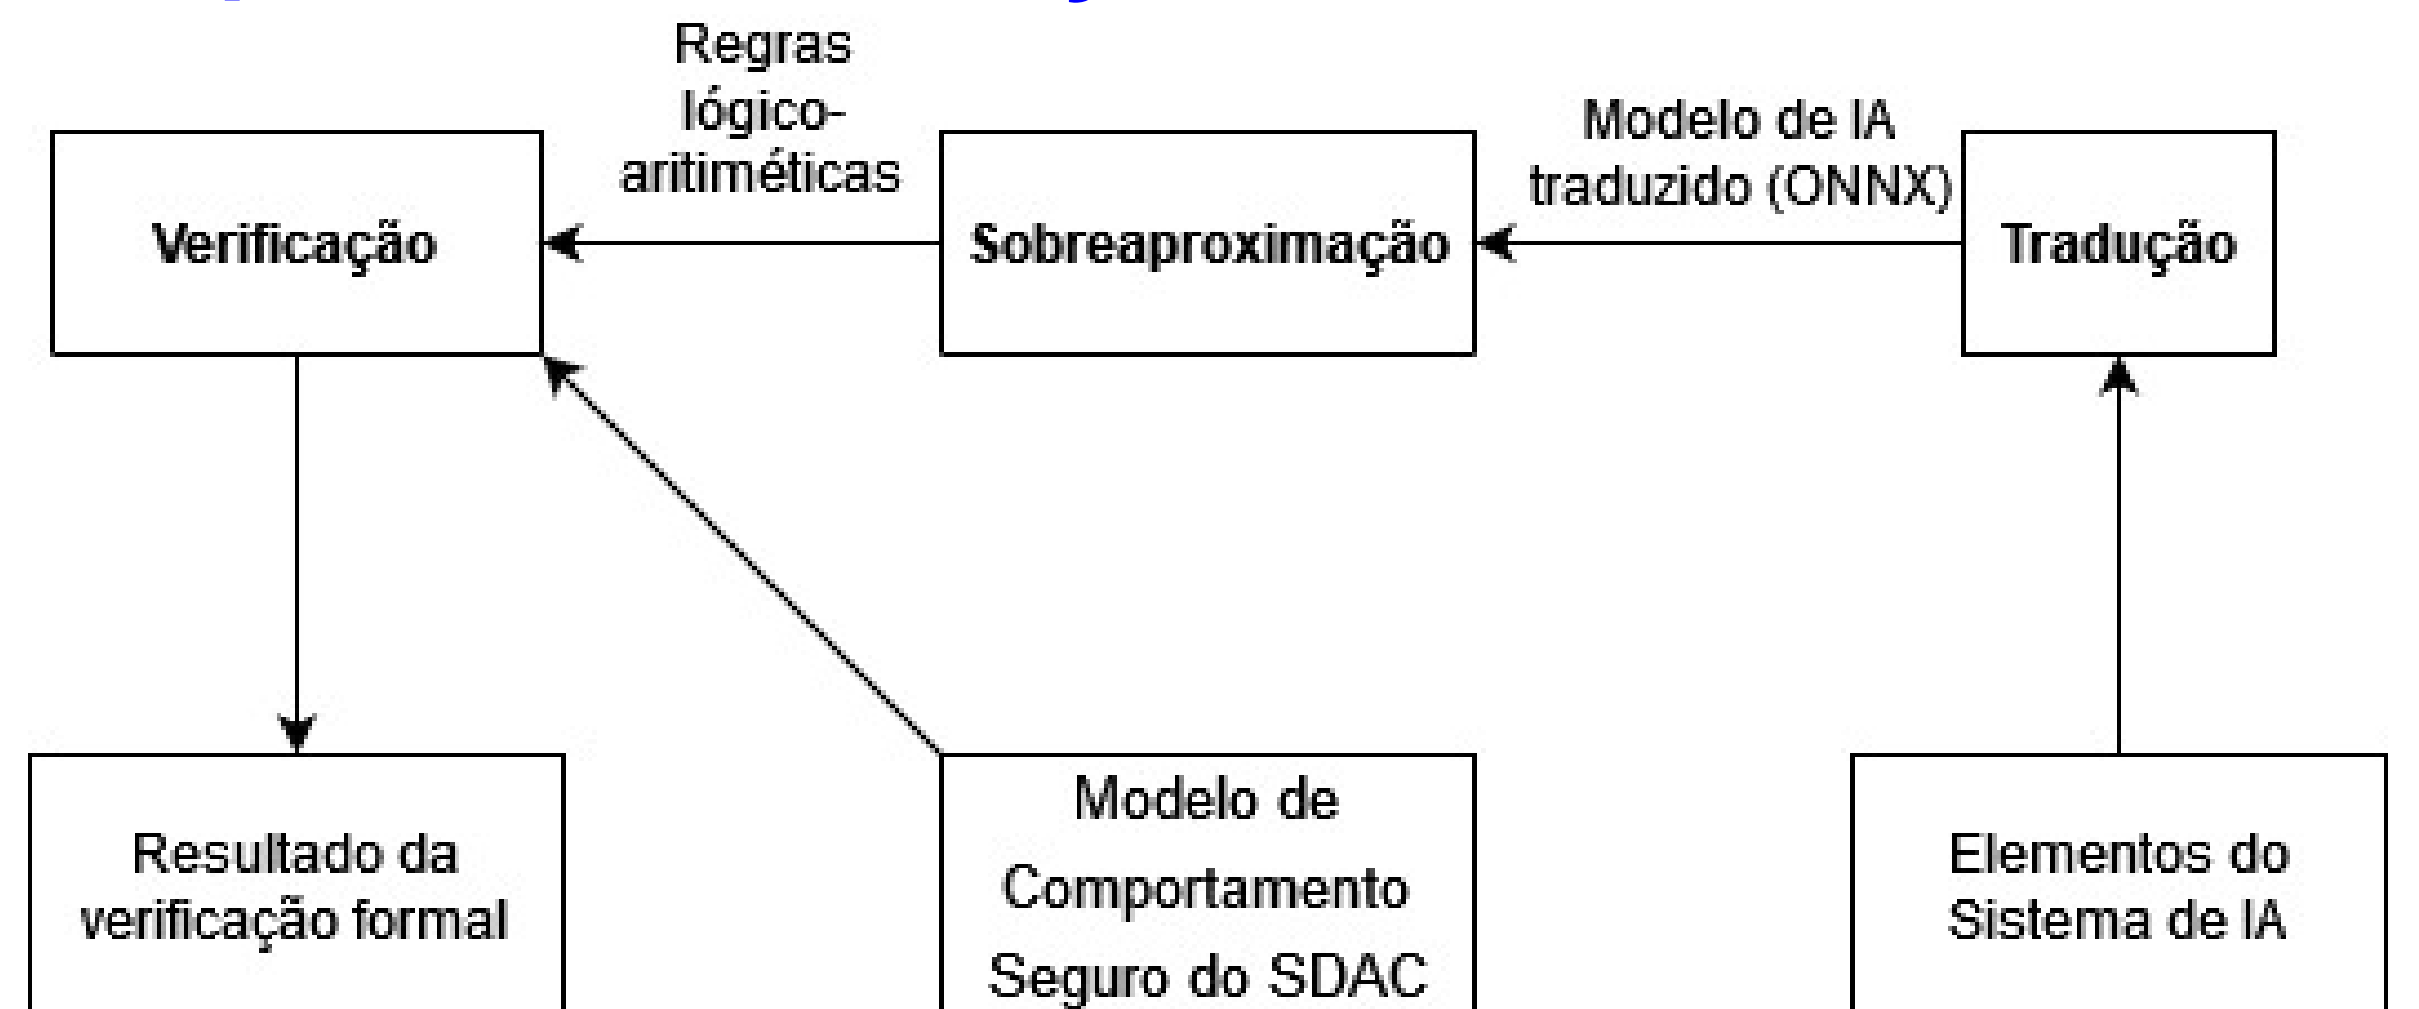 Regras
lógico-
aritiméticas
Modelo de IA
traduzido (ONNX)
Verificação
Sobreaproximação
Tradução
Resultado da
verificação formal
Modelo de
Comportamento
Seguro do SDAC
Elementos do
Sistema de IA